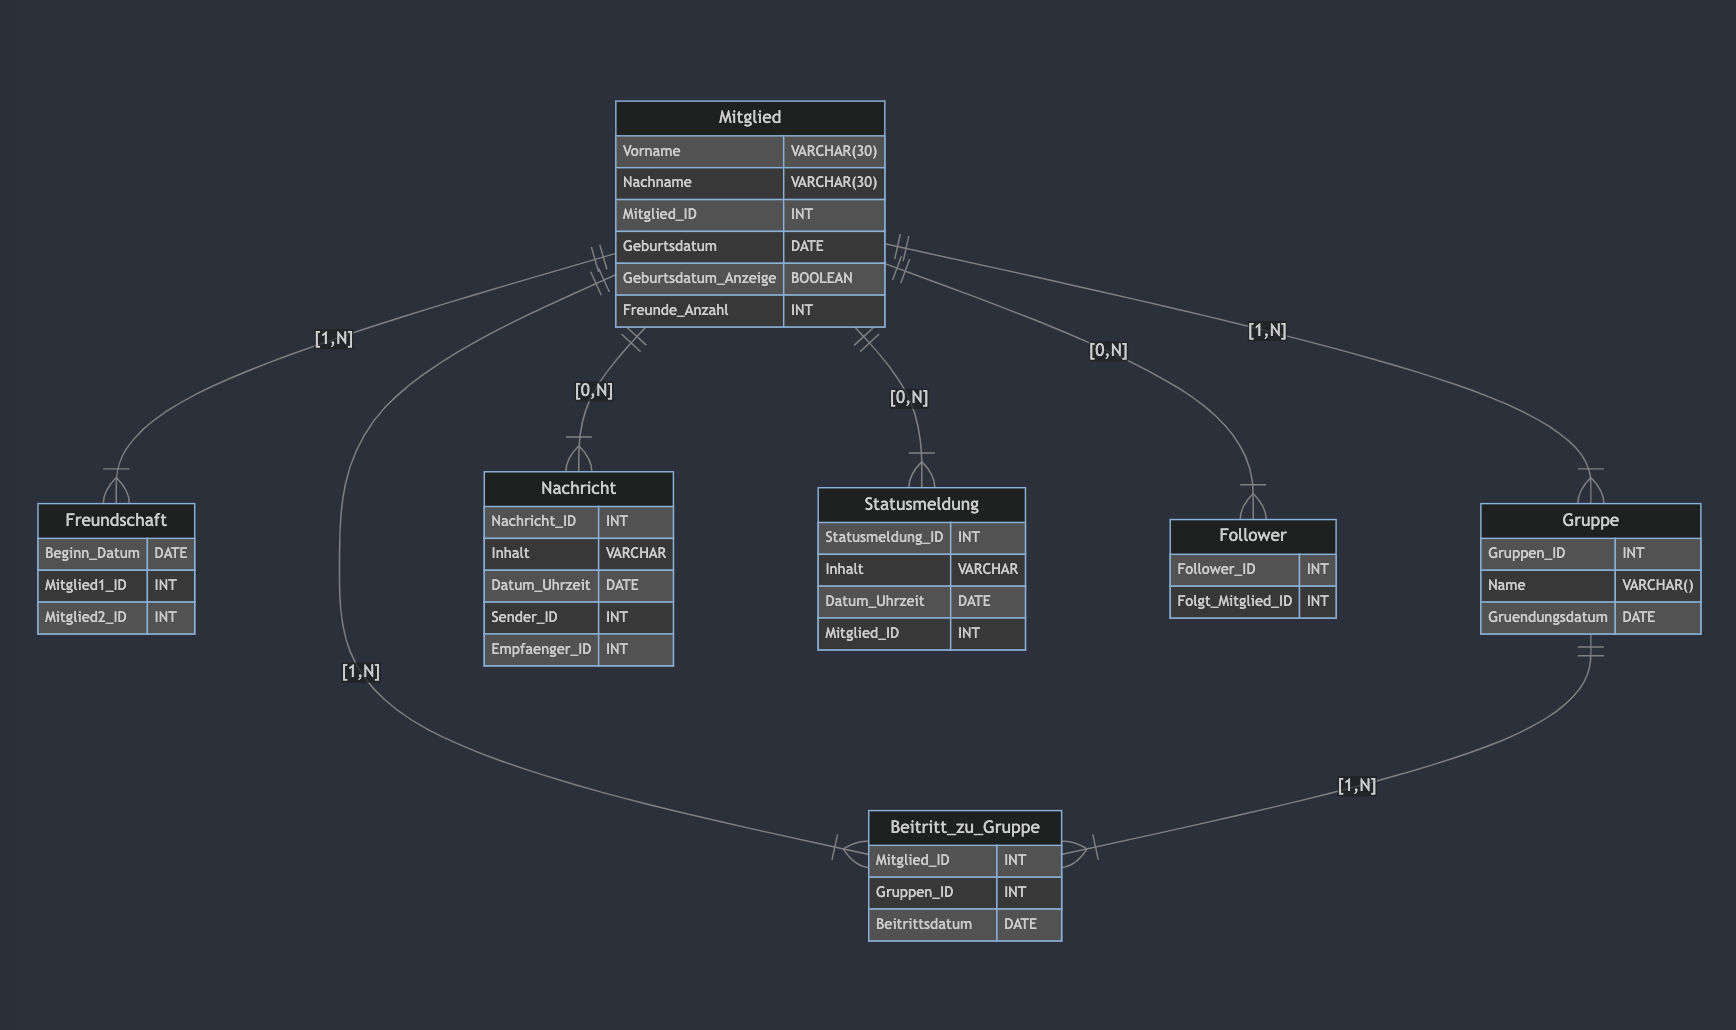 Mitglied
Vorname VARCHAR(30)
Nachname VARCHAR(30)
Mitglied_ID INT
Geburtsdatum DATE
Geburtsdatum_Anzeige BOOLEAN
Freunde_Anzahl INT
[1,N]
[0,N]
[0,N]
[0,N]
[1,N]
Freundschaft
Beginn_Datum DATE
Mitglied1_ID INT
Mitglied2_ID INT
Nachricht
Nachricht_ID INT
Inhalt VARCHAR
Datum_Uhrzeit DATE
Sender_ID INT
Empfaenger_ID INT
Statusmeldung
Statusmeldung_ID INT
Inhalt VARCHAR
Datum_Uhrzeit DATE
Mitglied_ID INT
Follower
Follower_ID INT
Folgt_Mitglied_ID INT
Gruppe
Gruppen_ID INT
Name VARCHAR()
Gruendungsdatum DATE
[1,N]
[1,N]
Beitritt_zu_Gruppe
Mitglied_ID INT
Gruppen_ID INT
Beitrittsdatum DATE